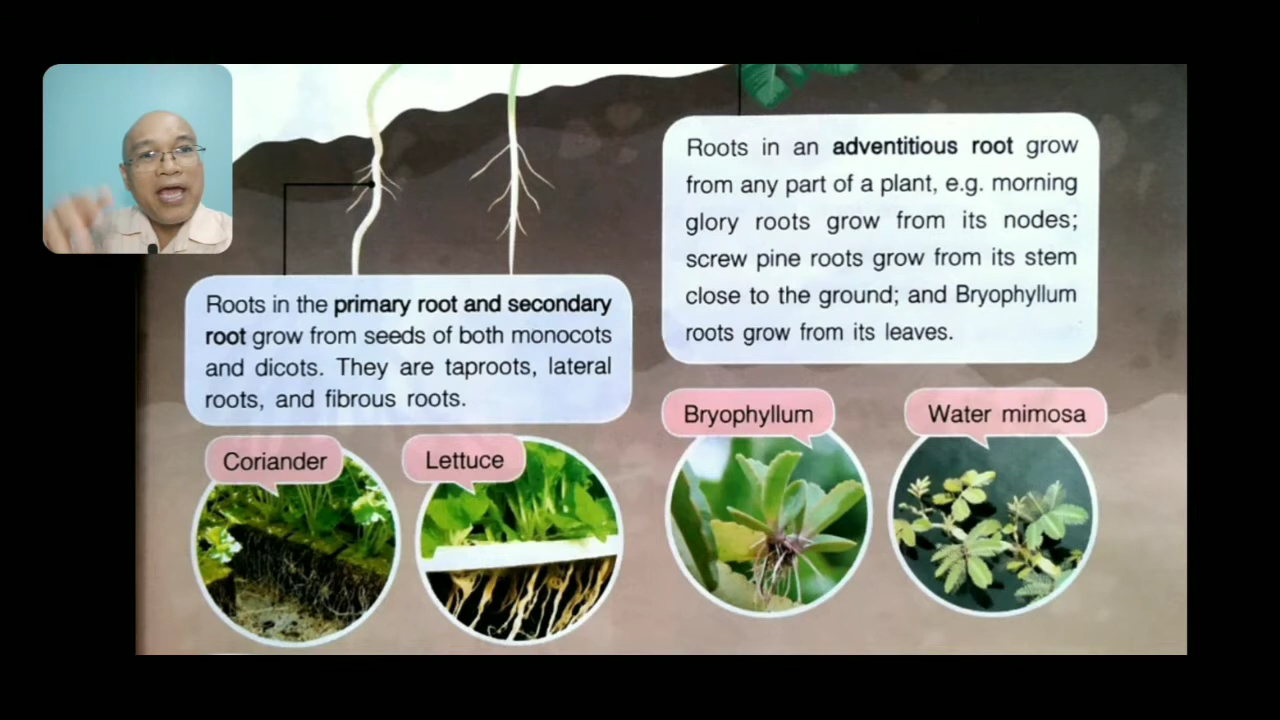 Roots in the primary root and secondary
root grow from seeds of both monocots
and dicots. They are taproots, lateral
roots, and fibrous roots.
Coriander
Lettuce
Roots in an adventitious root grow
from any part of a plant, e.g. morning
glory roots grow from its nodes;
screw pine roots grow from its stem
close to the ground; and Bryophyllum
roots grow from its leaves.
Bryophyllum
Water mimosa